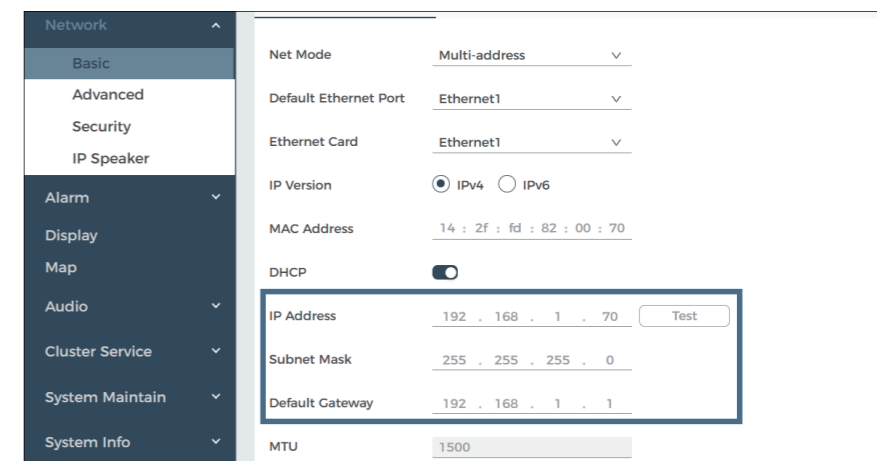 Network
Basic
Advanced
Security
IP Speaker
Alarm
Display
Map
Audio
Cluster Service
System Maintain
System Info
Net Mode Multi-address
Default Ethernet Port Ethernet1
Ethernet Card Ethernet1
IP Version IPv4 IPv6
MAC Address 14 : 2f : fd : 82 : 00 : 70
DHCP
IP Address 192 . 168 . 1 . 70 Test
Subnet Mask 255 . 255 . 255 . 0
Default Gateway 192 . 168 . 1 . 1
MTU 1500